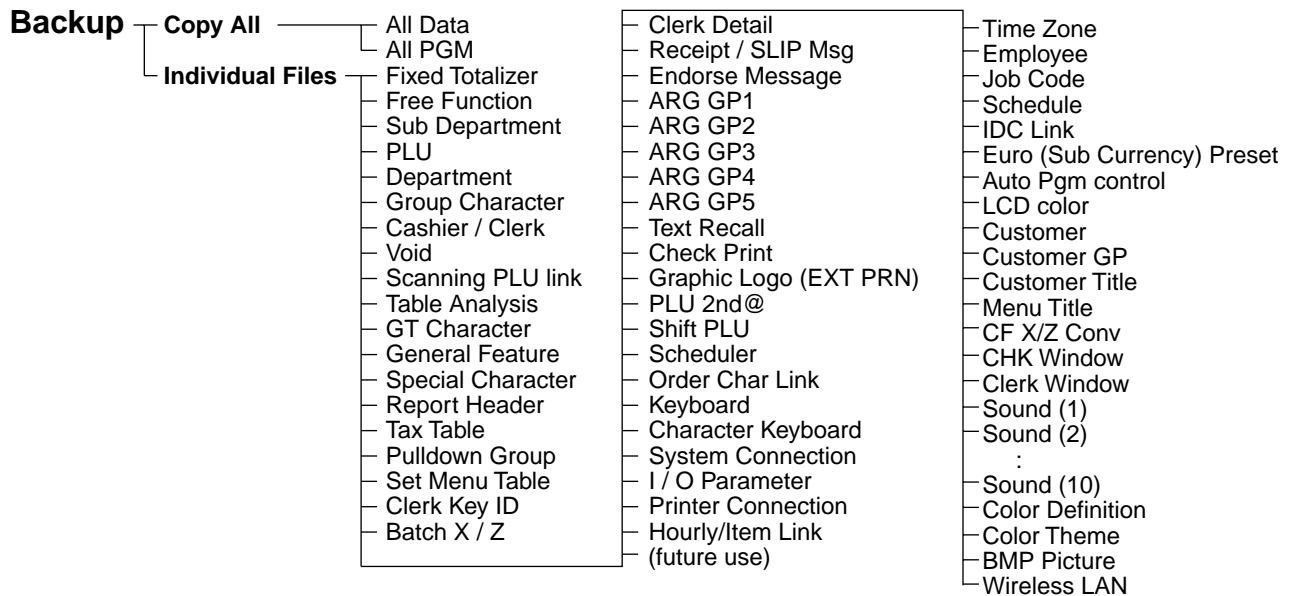 Backup
Copy All
All Data
All PGM
Individual Files
Fixed Totalizer
Free Function
Sub Department
PLU
Department
Group Character
Cashier / Clerk
Void
Scanning PLU link
Table Analysis
GT Character
General Feature
Special Character
Report Header
Tax Table
Pulldown Group
Set Menu Table
Clerk Key ID
Batch X / Z
Clerk Detail
Receipt / SLIP Msg
Endorse Message
ARG GP1
ARG GP2
ARG GP3
ARG GP4
ARG GP5
Text Recall
Check Print
Graphic Logo (EXT PRN)
PLU 2nd@
Shift PLU
Scheduler
Order Char Link
Keyboard
Character Keyboard
System Connection
I / O Parameter
Printer Connection
Hourly/Item Link
(future use)
Time Zone
Employee
Job Code
Schedule
IDC Link
Euro (Sub Currency) Preset
Auto Pgm control
LCD color
Customer
Customer GP
Customer Title
Menu Title
CF X/Z Conv
CHK Window
Clerk Window
Sound (1)
Sound (2)
:
Sound (10)
Color Definition
Color Theme
BMP Picture
Wireless LAN